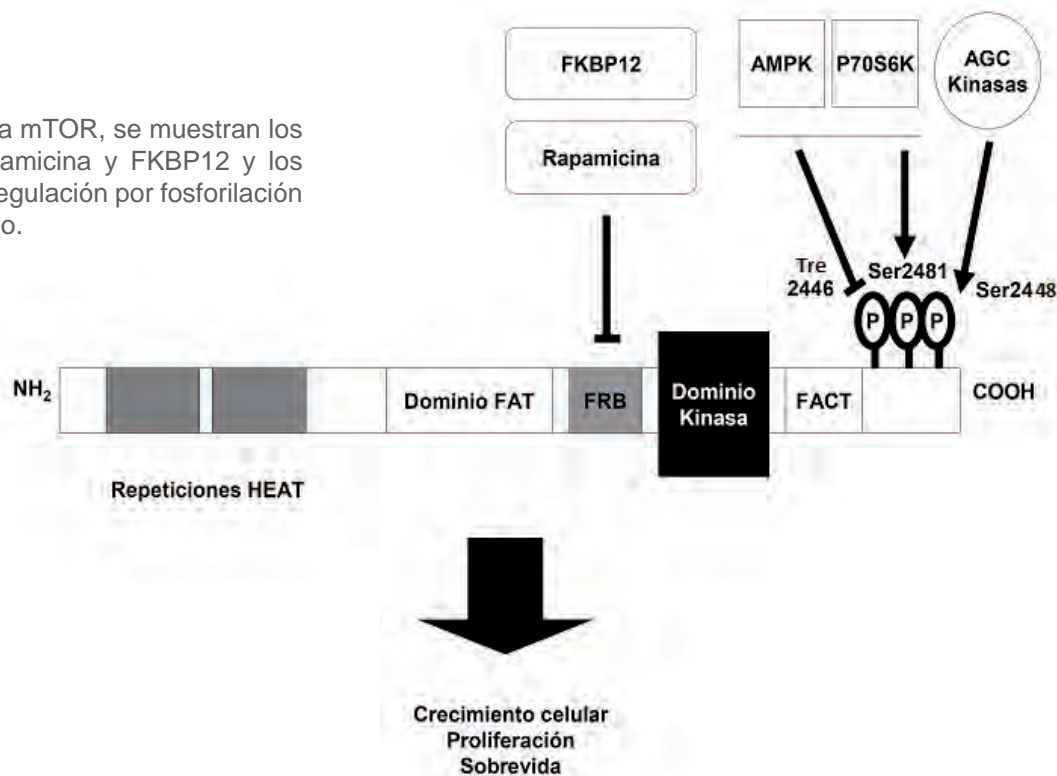 a mTOR, se muestran los
amicina y FKBP12 y los
egulación por fosforilación
o.
FKBP12
Rapamicina
AMPK
P70S6K
AGC
Kinasas
Tre
2446
Ser2481
Ser2448
P
P
P
NH2
Dominio FAT
FRB
Dominio
Kinasa
FACT
COOH
Repeticiones HEAT
Crecimiento celular
Proliferación
Sobrevida